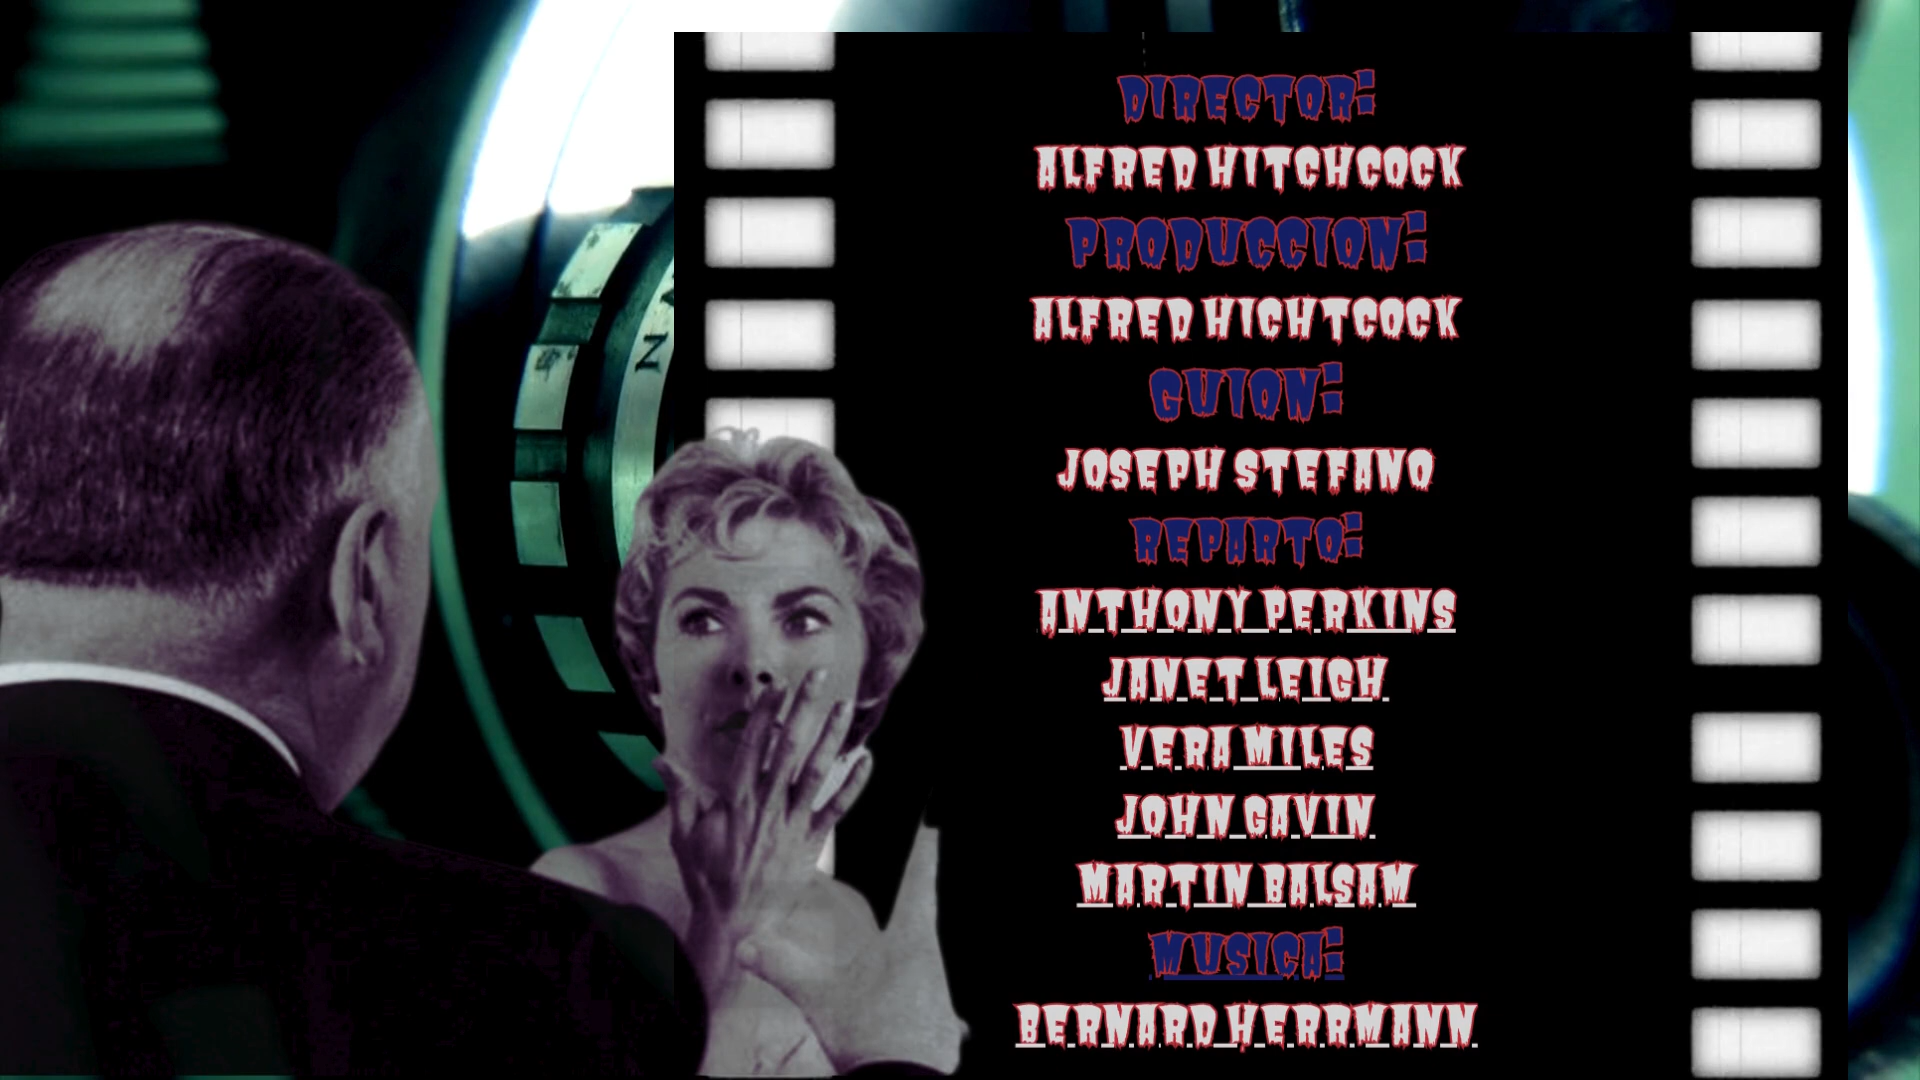 DIRECTOR:
ALFRED HITCHCOCK
PRODUCCION:
ALFRED HICHTCOCK
GUION:
JOSEPH STEFANO
REPARTO:
ANTHONY PERKINS
JANET LEIGH
VERA MILES
JOHN GAVIN
MARTIN BALSAM
MUSICA:
BERNARD HERRMANN